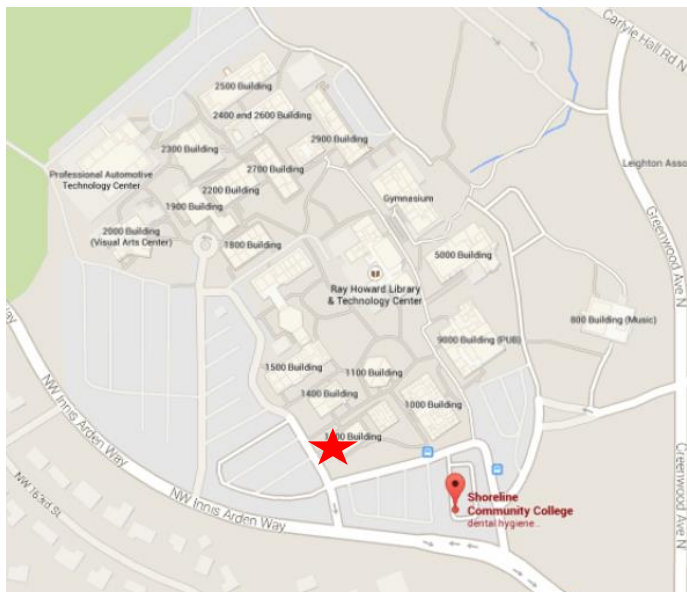 Carlyle Hall Rd N
2500 Building
2400 and 2600 Building
2900 Building
2300 Building
Professional Automotive
Technology Center
2700 Building
Leighton Asso
2200 Building
Gymnasium
1900 Building
2000 Building
(Visual Arts Center)
1800 Building
Greenwood Ave N
5000 Building
Ray Howard Library
& Technology Center
800 Building (Music)
Way
9000 Building (PUB)
1500 Building
1100 Building
NW Innis Arden Way
1400 Building
1000 Building
Building
Greenwood Ave N
NW 163rd St
NW Innis Arden Way
Shoreline
Community College
dental hygiene...